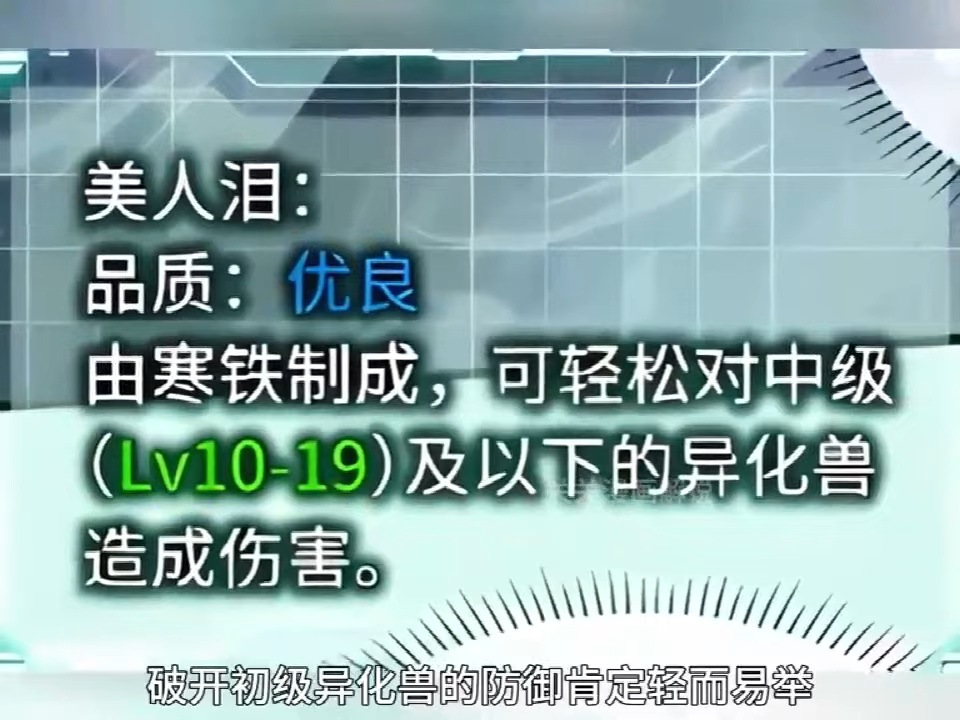 美人泪：
品质：优良
由寒铁制成，可轻松对中级
（Lv10-19）及以下的异化兽
造成伤害。
破开初级异化兽的防御肯定轻而易举